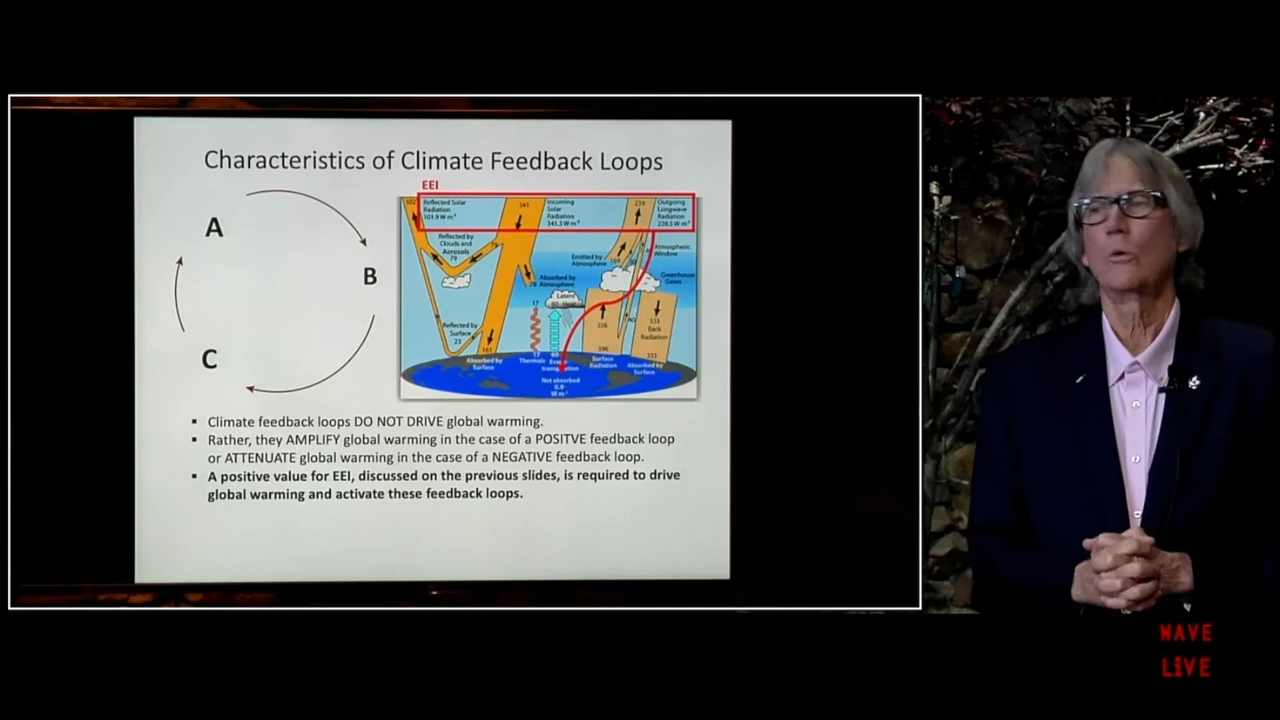 Characteristics of Climate Feedback Loops
EEI
A
B
C
102
Reflected Solar
Radiation
101.9 W m⁻²
341
Incoming
Solar
Radiation
341.3 W m⁻²
239
Outgoing
Longwave
Radiation
238.5 W m⁻²
Reflected by
Clouds and
Aerosols
79
79
Emitted by
Atmosphere
169
Atmospheric
Window
Greenhouse
Gases
78
Absorbed by
Atmosphere
Latent
80 Heat
17
Reflected by
Surface
23
356
40
333
Back
Radiation
161
Absorbed by
Surface
17
Thermals
80
Evapo-
transpiration
396
Surface
Radiation
333
Absorbed by
Surface
Net absorbed
0.9
W m⁻²
▪ Climate feedback loops DO NOT DRIVE global warming.
▪ Rather, they AMPLIFY global warming in the case of a POSITVE feedback loop
or ATTENUATE global warming in the case of a NEGATIVE feedback loop.
▪ A positive value for EEI, discussed on the previous slides, is required to drive
global warming and activate these feedback loops.
WAVE
LiVE